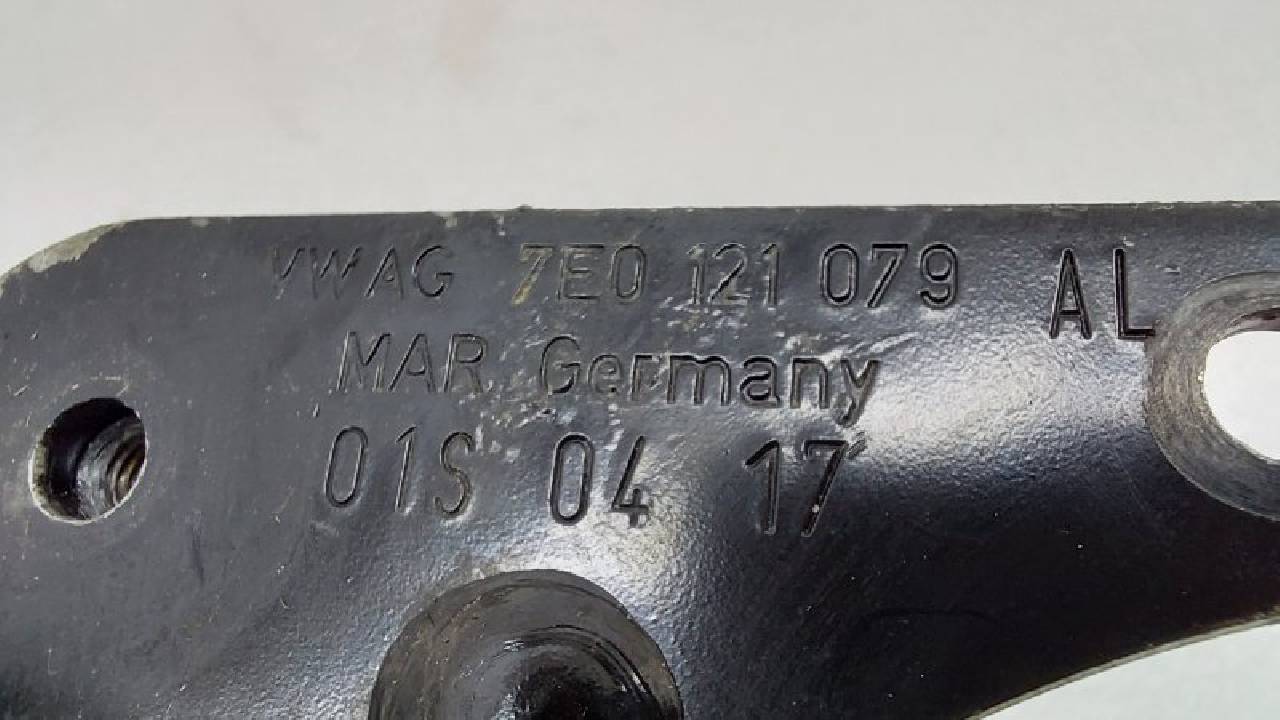 VWAG 7E0 121 079 AL
MAR Germany
01S 04 17